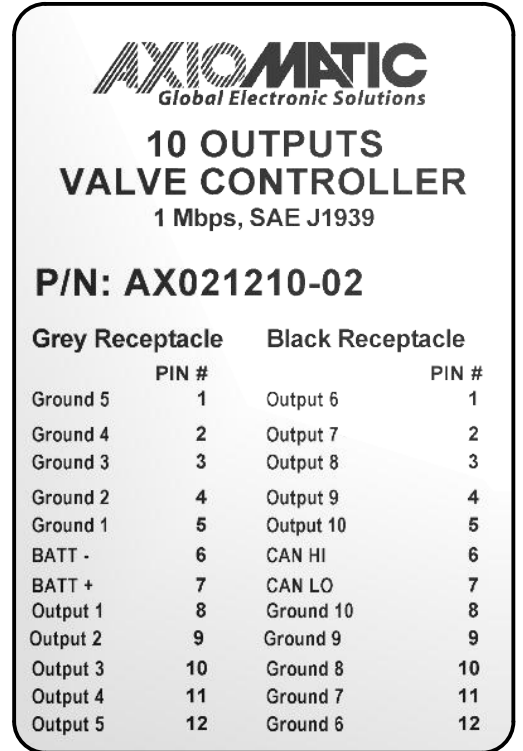 AXIOMATIC
Global Electronic Solutions
10 OUTPUTS
VALVE CONTROLLER
1 Mbps, SAE J1939
P/N: AX021210-02
Grey Receptacle Black Receptacle
PIN # PIN #
Ground 5 1 Output 6 1
Ground 4 2 Output 7 2
Ground 3 3 Output 8 3
Ground 2 4 Output 9 4
Ground 1 5 Output 10 5
BATT - 6 CAN HI 6
BATT + 7 CAN LO 7
Output 1 8 Ground 10 8
Output 2 9 Ground 9 9
Output 3 10 Ground 8 10
Output 4 11 Ground 7 11
Output 5 12 Ground 6 12